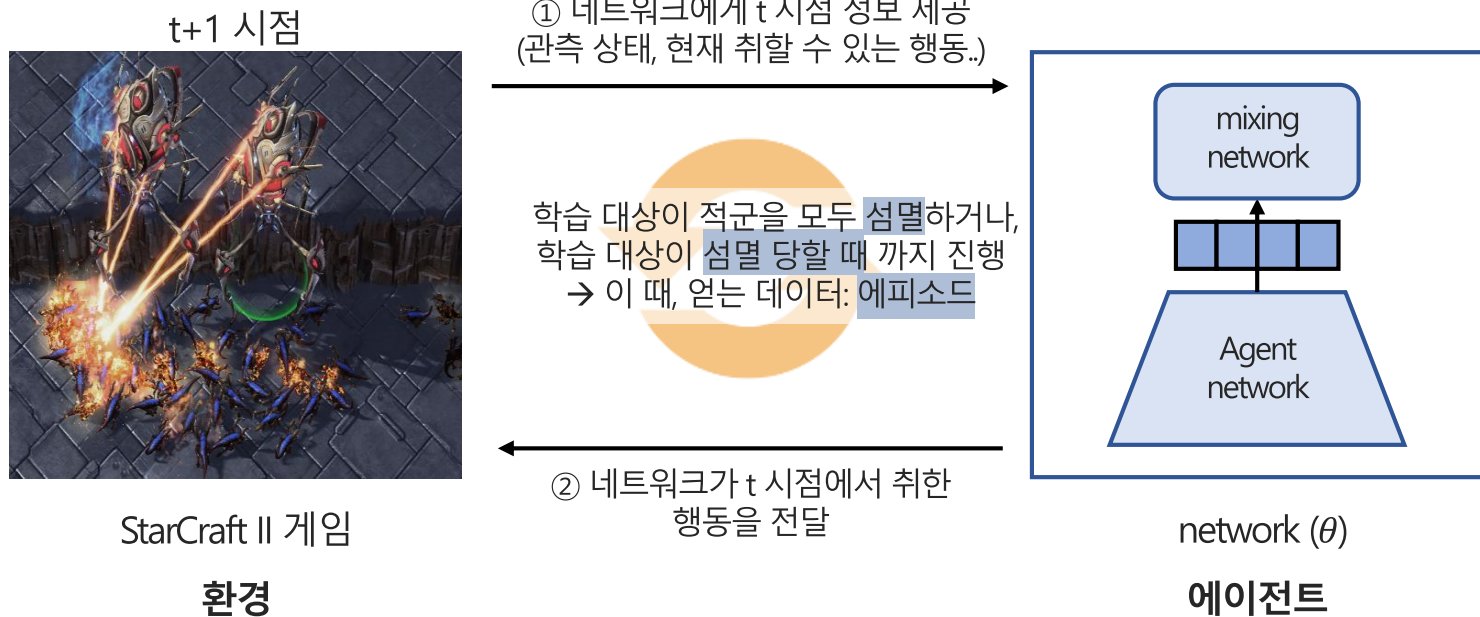 t+1 시점
① 네트워크에게 t 시점 정보 제공
(관측 상태, 현재 취할 수 있는 행동..)
mixing
network
학습 대상이 적군을 모두 섬멸하거나,
학습 대상이 섬멸 당할 때 까지 진행
→ 이 때, 얻는 데이터: 에피소드
Agent
network
② 네트워크가 t 시점에서 취한
행동을 전달
StarCraft II 게임
network (θ)
환경
에이전트